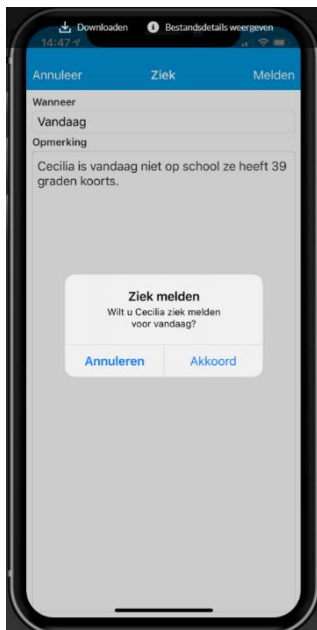 Downloaden Bestandsdetails weergeven
14:47
Annuleer Ziek Melden
Wanneer
Vandaag
Opmerking
Cecilia is vandaag niet op school ze heeft 39
graden koorts.
Ziek melden
Wilt u Cecilia ziek melden
voor vandaag?
Annuleren Akkoord